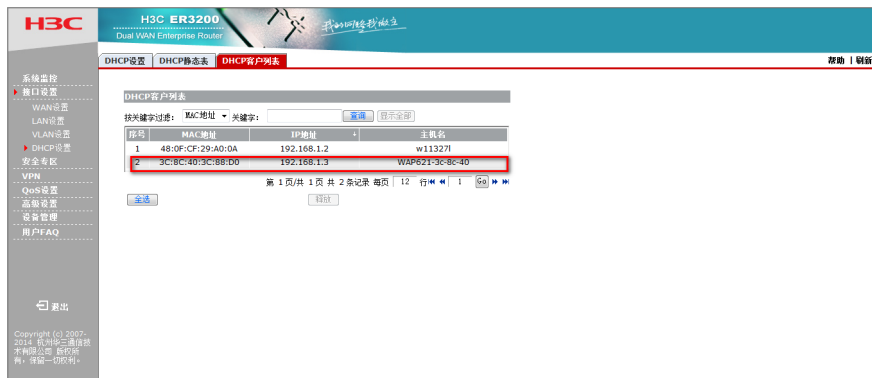 H3C
H3C ER3200
Dual WAN Enterprise Router
DHCP设置 DHCP静态表 DHCP客户列表
帮助 | 刷新
系统监控
接口设置
WAN设置
LAN设置
VLAN设置
DHCP设置
安全专区
VPN
QoS设置
高级设置
设备管理
用户FAQ
退出
Copyright (c) 2007-
2014 杭州华三通信技
术有限公司 版权所
有，保留一切权利。
DHCP客户列表
按关键字过滤: MAC地址 关键字: 查询 显示全部
序号 MAC地址 IP地址 主机名
1 48:0F:CF:29:A0:0A 192.168.1.2 w11327l
2 3C:8C:40:3C:88:D0 192.168.1.3 WAP621-3c-8c-40
第 1 页/共 1 页 共 2 条记录 每页 12 行 1 Go
全选 释放